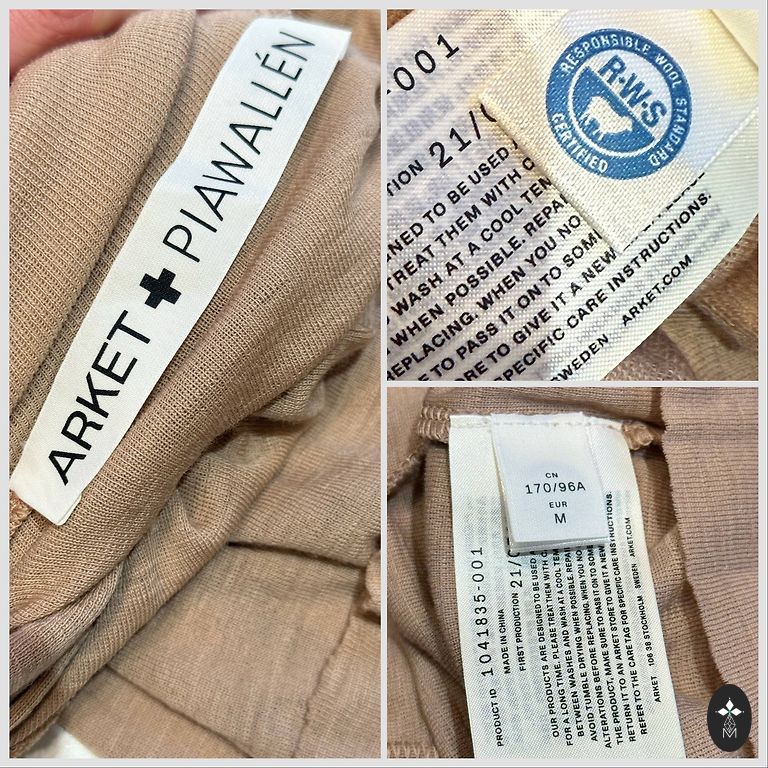 ARKET + PIAWALLÉN
001
TION 21/
NED TO BE USED
TREAT THEM WITH
WASH AT A COOL TEM
WHEN POSSIBLE. REPAI
REPLACING. WHEN YOU NO
E TO PASS IT ON TO SOM
ORE TO GIVE IT A NEW
SPECIFIC CARE INSTRUCTIONS.
SWEDEN ARKET.COM
RESPONSIBLE WOOL STANDARD
R·W·S
CERTIFIED
CN
170/96A
EUR
M
PRODUCT ID 1041835-001
MADE IN CHINA
FIRST PRODUCTION 21/
OUR PRODUCTS ARE DESIGNED TO BE USED
FOR A LONG TIME. PLEASE TREAT THEM WITH C
BETWEEN WASHES AND WASH AT A COOL TEM
AVOID TUMBLE DRYING WHEN POSSIBLE. REPAI
ALTERATIONS BEFORE REPLACING. WHEN YOU NO
THE PRODUCT, MAKE SURE TO PASS IT ON TO SOM
RETURN IT TO AN ARKET STORE TO GIVE IT A NEW
REFER TO THE CARE TAG FOR SPECIFIC CARE INSTRUCTIONS.
ARKET 106 38 STOCKHOLM SWEDEN ARKET.COM
M